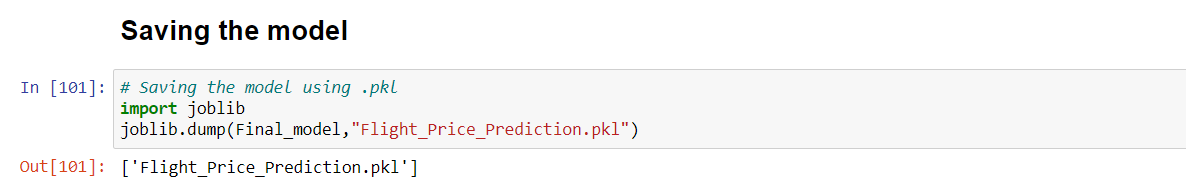 Saving the model
In [101]: # Saving the model using .pkl
import joblib
joblib.dump(Final_model,"Flight_Price_Prediction.pkl")
Out[101]: ['Flight_Price_Prediction.pkl']